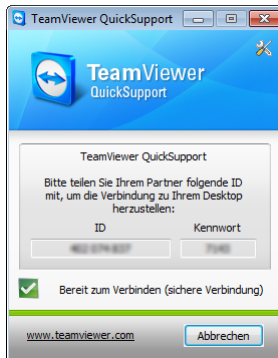 TeamViewer QuickSupport
TeamViewer
QuickSupport
TeamViewer QuickSupport
Bitte teilen Sie Ihrem Partner folgende ID
mit, um die Verbindung zu Ihrem Desktop
herzustellen:
ID Kennwort
Bereit zum Verbinden (sichere Verbindung)
www.teamviewer.com Abbrechen